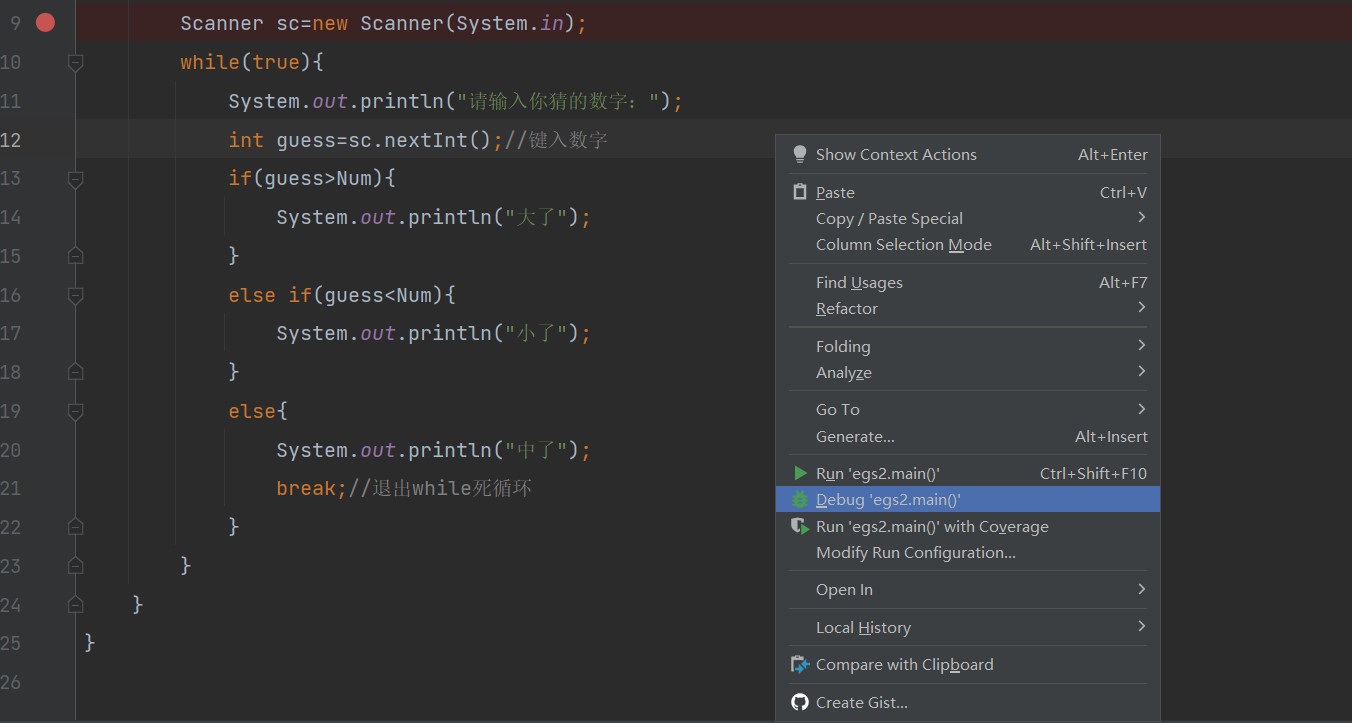 9 Scanner sc=new Scanner(System.in);
10 while(true){
11 System.out.println("请输入你猜的数字：");
12 int guess=sc.nextInt();//键入数字
13 if(guess>Num){
14 System.out.println("大了");
15 }
16 else if(guess<Num){
17 System.out.println("小了");
18 }
19 else{
20 System.out.println("中了");
21 break;//退出while死循环
22 }
23 }
24 }
25 }
26
Show Context Actions Alt+Enter
Paste Ctrl+V
Copy / Paste Special
Column Selection Mode Alt+Shift+Insert
Find Usages Alt+F7
Refactor
Folding
Analyze
Go To
Generate... Alt+Insert
Run 'egs2.main()' Ctrl+Shift+F10
Debug 'egs2.main()'
Run 'egs2.main()' with Coverage
Modify Run Configuration...
Open In
Local History
Compare with Clipboard
Create Gist...